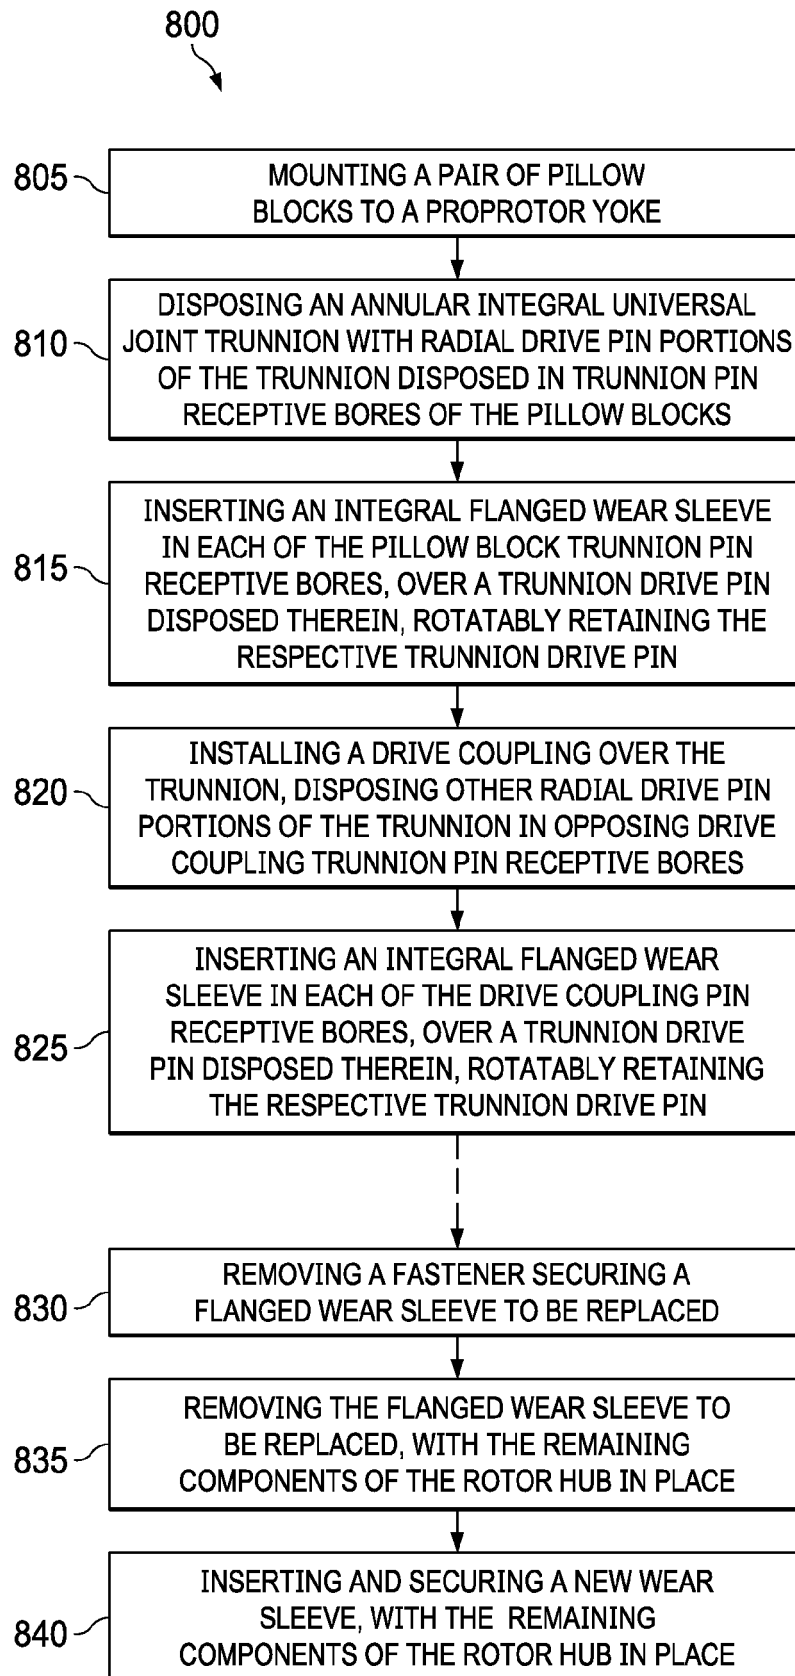 800
805
MOUNTING A PAIR OF PILLOW
BLOCKS TO A PROPROTOR YOKE
810
DISPOSING AN ANNULAR INTEGRAL UNIVERSAL
JOINT TRUNNION WITH RADIAL DRIVE PIN PORTIONS
OF THE TRUNNION DISPOSED IN TRUNNION PIN
RECEPTIVE BORES OF THE PILLOW BLOCKS
815
INSERTING AN INTEGRAL FLANGED WEAR SLEEVE
IN EACH OF THE PILLOW BLOCK TRUNNION PIN
RECEPTIVE BORES, OVER A TRUNNION DRIVE PIN
DISPOSED THEREIN, ROTATABLY RETAINING THE
RESPECTIVE TRUNNION DRIVE PIN
820
INSTALLING A DRIVE COUPLING OVER THE
TRUNNION, DISPOSING OTHER RADIAL DRIVE PIN
PORTIONS OF THE TRUNNION IN OPPOSING DRIVE
COUPLING TRUNNION PIN RECEPTIVE BORES
825
INSERTING AN INTEGRAL FLANGED WEAR
SLEEVE IN EACH OF THE DRIVE COUPLING PIN
RECEPTIVE BORES, OVER A TRUNNION DRIVE
PIN DISPOSED THEREIN, ROTATABLY RETAINING
THE RESPECTIVE TRUNNION DRIVE PIN
830
REMOVING A FASTENER SECURING A
FLANGED WEAR SLEEVE TO BE REPLACED
835
REMOVING THE FLANGED WEAR SLEEVE TO
BE REPLACED, WITH THE REMAINING
COMPONENTS OF THE ROTOR HUB IN PLACE
840
INSERTING AND SECURING A NEW WEAR
SLEEVE, WITH THE REMAINING
COMPONENTS OF THE ROTOR HUB IN PLACE